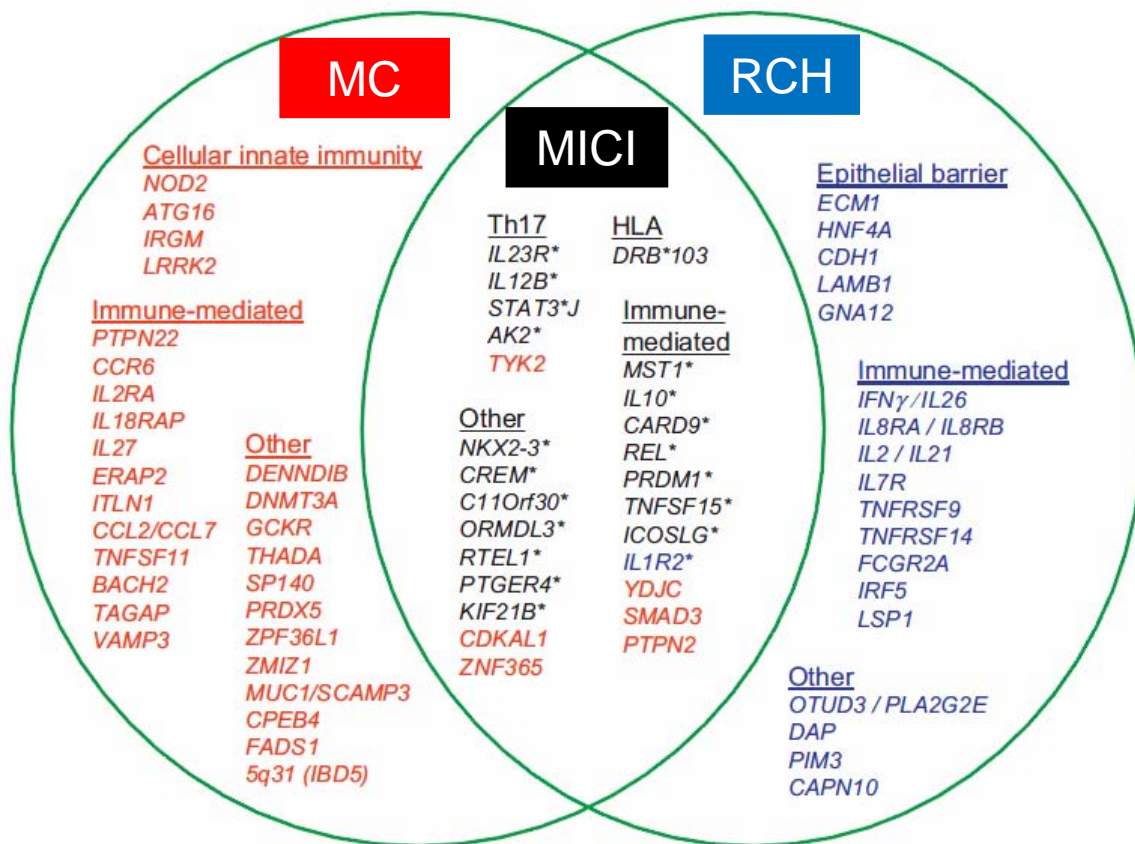 MC
RCH
MICI
Cellular innate immunity
NOD2
ATG16
IRGM
LRRK2
Immune-mediated
PTPN22
CCR6
IL2RA
IL18RAP
IL27
ERAP2
ITLN1
CCL2/CCL7
TNFSF11
BACH2
TAGAP
VAMP3
Other
DENNDIB
DNMT3A
GCKR
THADA
SP140
PRDX5
ZPF36L1
ZMIZ1
MUC1/SCAMP3
CPEB4
FADS1
5q31 (IBD5)
Th17
IL23R*
IL12B*
STAT3*J
AK2*
TYK2
Other
NKX2-3*
CREM*
C11Orf30*
ORMDL3*
RTEL1*
PTGER4*
KIF21B*
CDKAL1
ZNF365
HLA
DRB*103
Immune-
mediated
MST1*
IL10*
CARD9*
REL*
PRDM1*
TNFSF15*
ICOSLG*
IL1R2*
YDJC
SMAD3
PTPN2
Epithelial barrier
ECM1
HNF4A
CDH1
LAMB1
GNA12
Immune-mediated
IFNγ/IL26
IL8RA / IL8RB
IL2 / IL21
IL7R
TNFRSF9
TNFRSF14
FCGR2A
IRF5
LSP1
Other
OTUD3 / PLA2G2E
DAP
PIM3
CAPN10